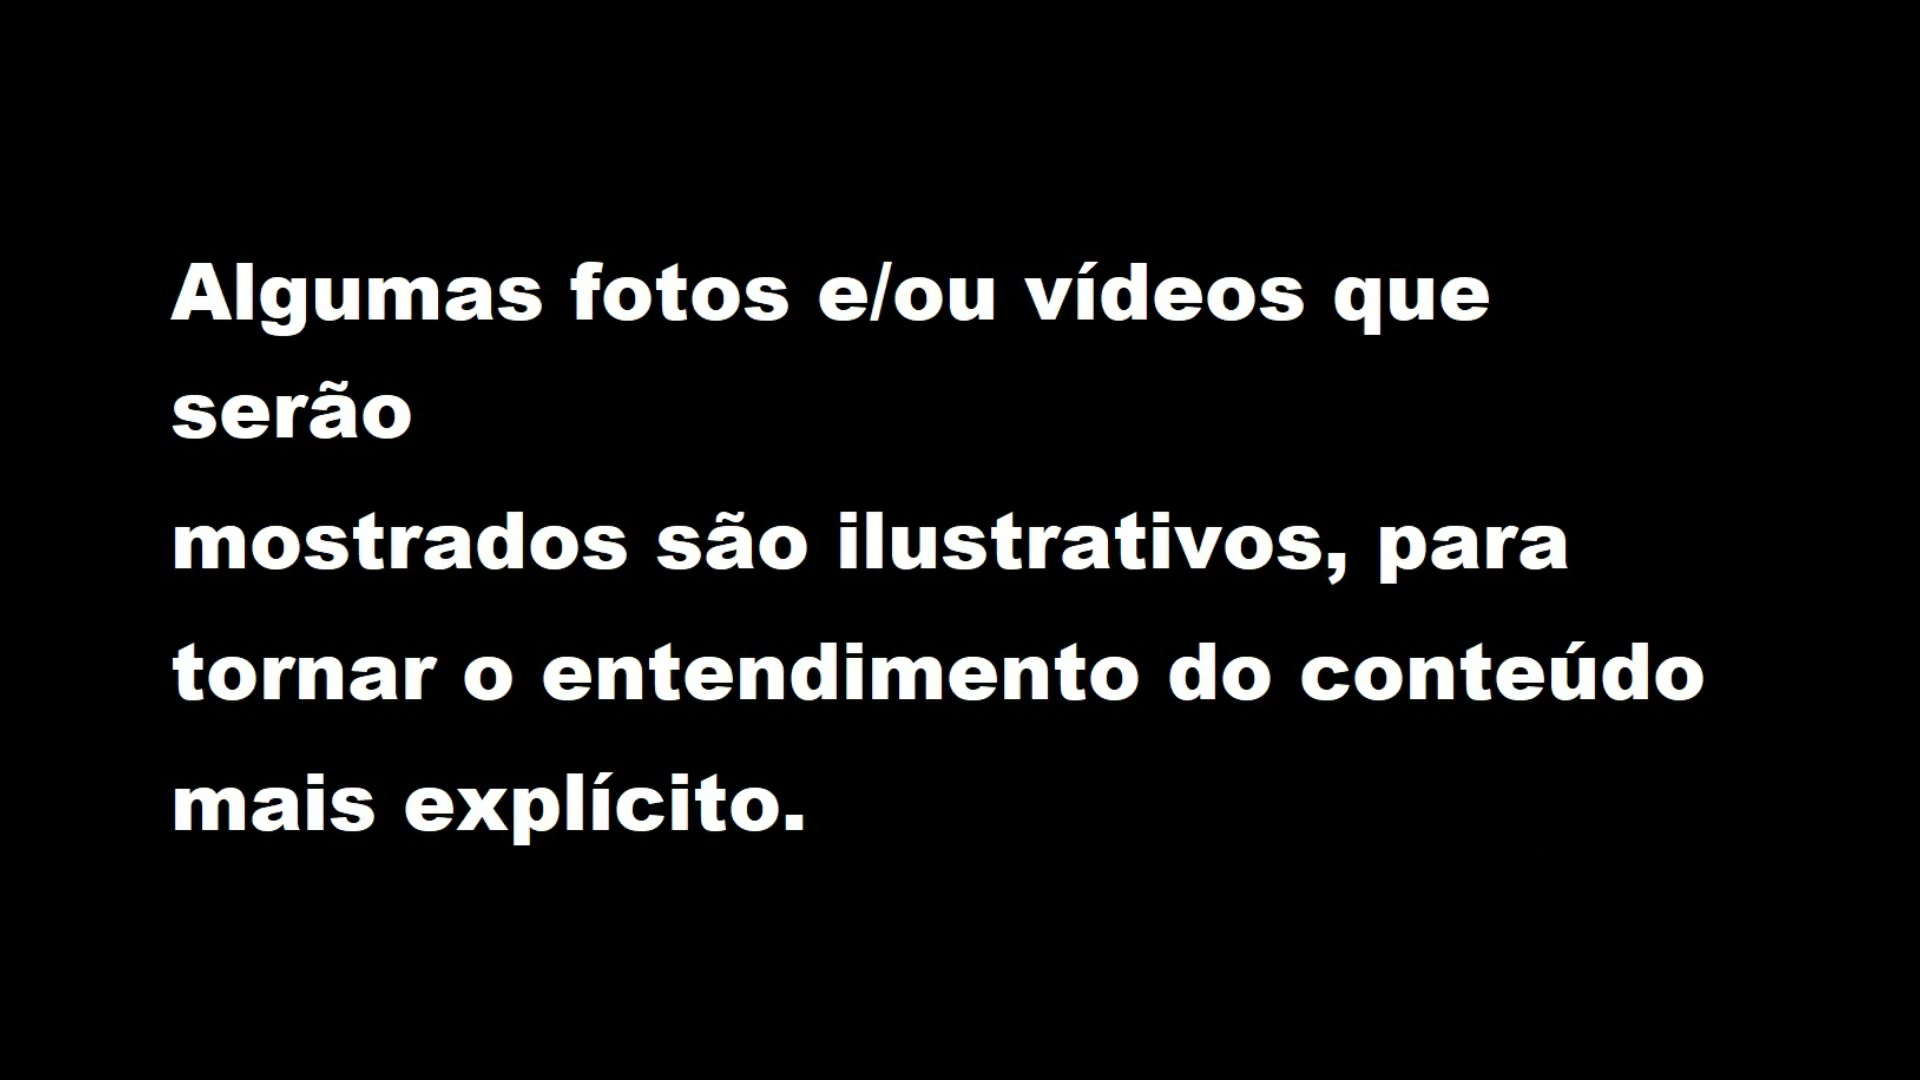 Algumas fotos e/ou vídeos que
serão
mostrados são ilustrativos, para
tornar o entendimento do conteúdo
mais explícito.